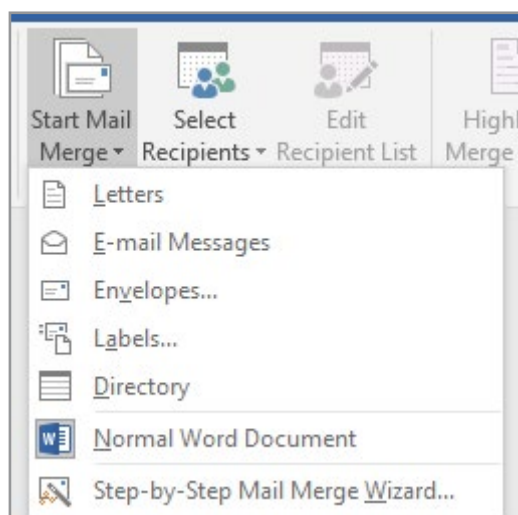 Start Mail Select Edit
Merge Recipients Recipient List Merge
Letters
E-mail Messages
Envelopes...
Labels...
Directory
Normal Word Document
Step-by-Step Mail Merge Wizard...